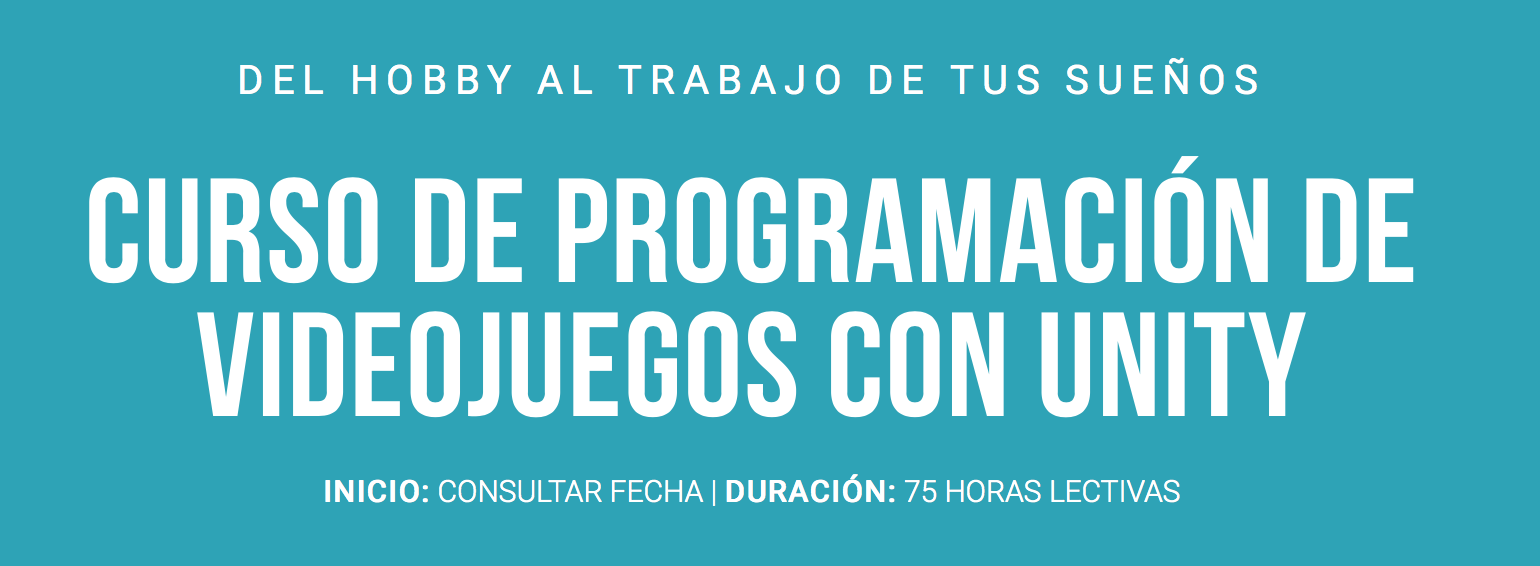 DEL HOBBY AL TRABAJO DE TUS SUEÑOS
CURSO DE PROGRAMACIÓN DE
VIDEOJUEGOS CON UNITY
INICIO: CONSULTAR FECHA | DURACIÓN: 75 HORAS LECTIVAS